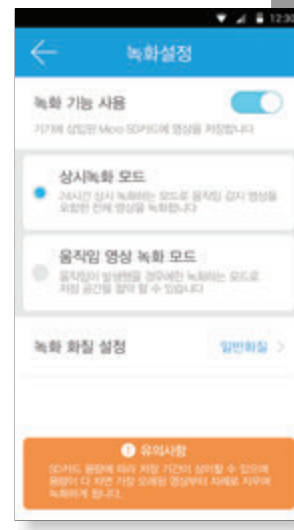 12:30
녹화설정
녹화 기능 사용
기기에 삽입한 Micro SD카드에 영상을 저장합니다
상시녹화 모드
24시간 상시 녹화하는 모드로 움직임 감지 영상을
포함한 전체 영상을 녹화합니다
움직임 영상 녹화 모드
움직임이 발생했을 경우에만 녹화하는 모드로
저장 공간을 절약 할 수 있습니다
녹화 화질 설정
일반화질 >
유의사항
SD카드 용량에 따라 저장 기간이 상이할 수 있으며
용량이 다 차면 가장 오래된 영상부터 차례로 지우며
녹화하게 됩니다.